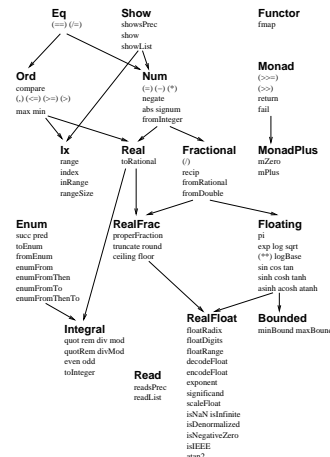 Eq
(==) (/=)
Show
showsPrec
show
showList
Functor
fmap
Ord
compare
(,) (<=) (>=) (>)
max min
Num
(=) (−) (*)
negate
abs signum
fromInteger
Monad
(>>=)
(>>)
return
fail
Ix
range
index
inRange
rangeSize
Real
toRational
Fractional
(/)
recip
fromRational
fromDouble
MonadPlus
mZero
mPlus
Enum
succ pred
toEnum
fromEnum
enumFrom
enumFromThen
enumFromTo
enumFromThenTo
RealFrac
properFraction
truncate round
ceiling floor
Floating
pi
exp log sqrt
(**) logBase
sin cos tan
sinh cosh tanh
asinh acosh atanh
Integral
quot rem div mod
quotRem divMod
even odd
toInteger
Read
readsPrec
readList
RealFloat
floatRadix
floatDigits
floatRange
decodeFloat
encodeFloat
exponent
significand
scaleFloat
isNaN isInfinite
isDenormalized
isNegativeZero
isIEEE
atan2
Bounded
minBound maxBound